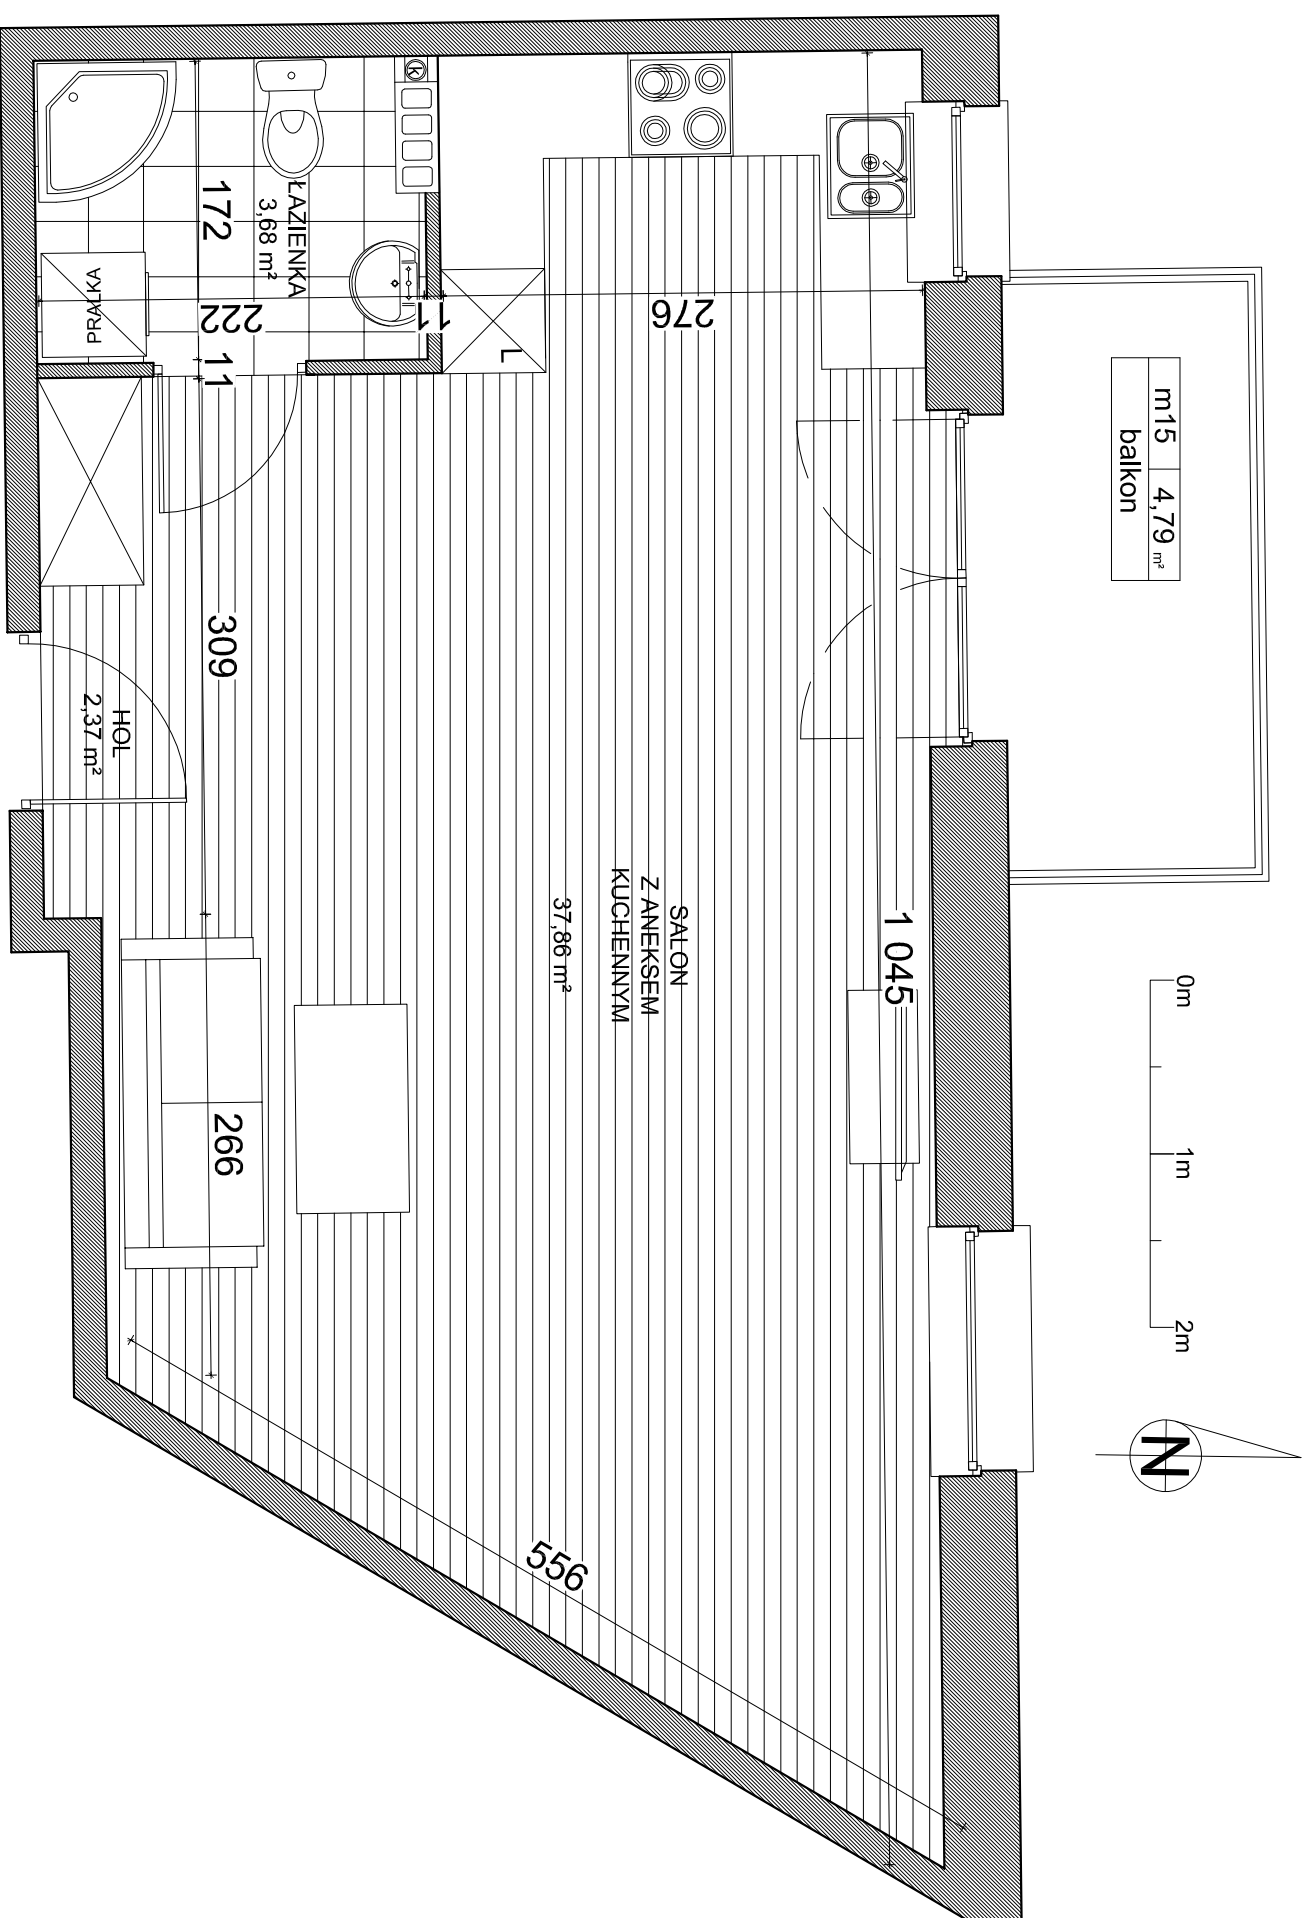 ŁAZIENKA
3,68 m²
172
222
11
11
PRALKA
k
L
276
309
HOL
2,37 m²
SALON
Z ANEKSEM
KUCHENNYM
37,86 m²
1 045
266
556
m15 4,79 m²
balkon
0m 1m 2m
N